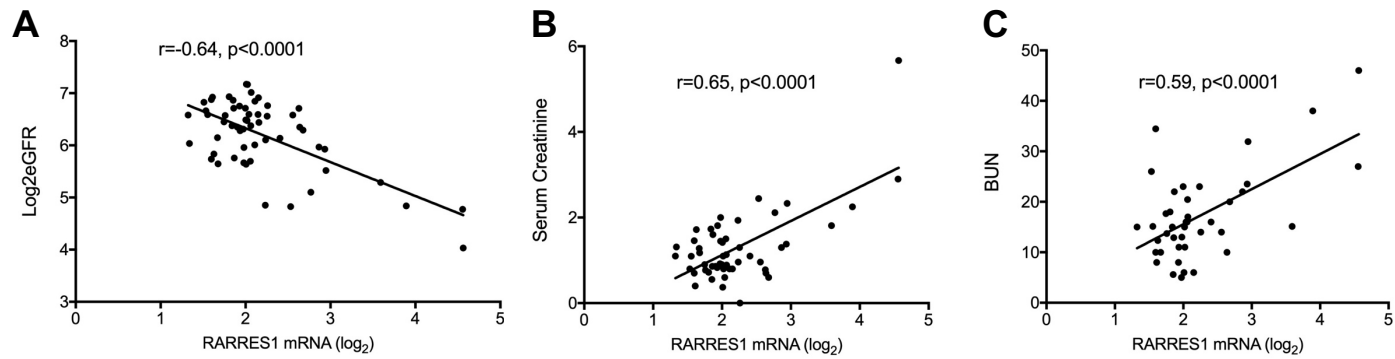 A
r=-0.64, p<0.0001
Log2eGFR
8
7
6
5
4
3
0 1 2 3 4 5
RARRES1 mRNA (log2)
B
r=0.65, p<0.0001
Serum Creatinine
6
4
2
0
0 1 2 3 4 5
RARRES1 mRNA (log2)
C
r=0.59, p<0.0001
BUN
50
40
30
20
10
0
0 1 2 3 4 5
RARRES1 mRNA (log2)